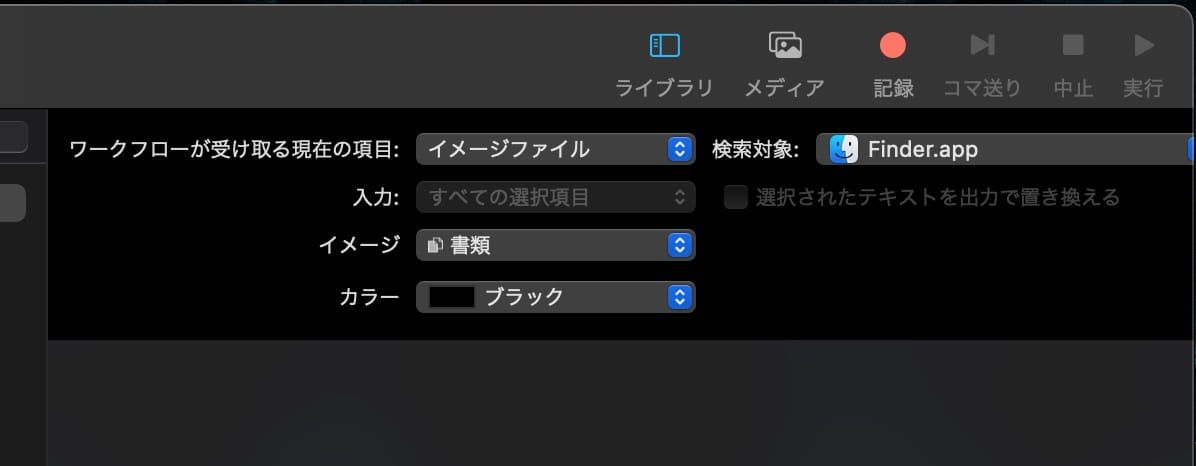 ライブラリ メディア 記録 コマ送り 中止 実行
ワークフローが受け取る現在の項目: イメージファイル 検索対象: Finder.app
入力: すべての選択項目 選択されたテキストを出力で置き換える
イメージ 書類
カラー ブラック